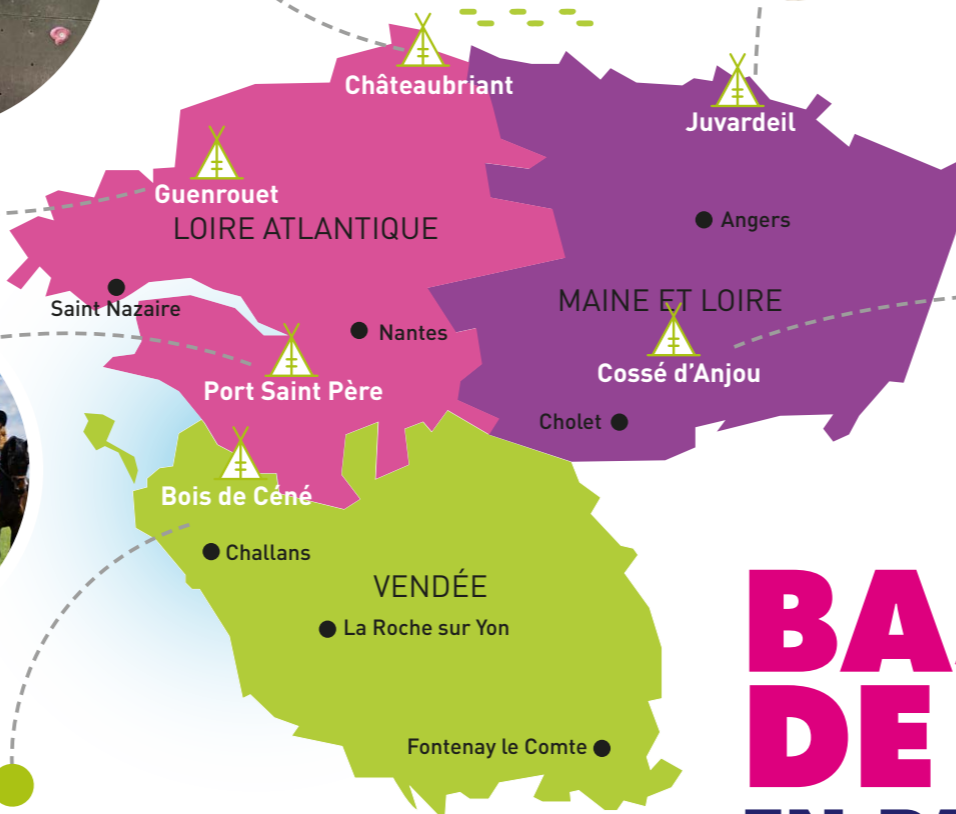 Châteaubriant
Juvardeil
Guenrouet
LOIRE ATLANTIQUE
Angers
Saint Nazaire
MAINE ET LOIRE
Nantes
Cossé d'Anjou
Port Saint Père
Cholet
Bois de Céné
Challans
VENDÉE
La Roche sur Yon
Fontenay le Comte
DE